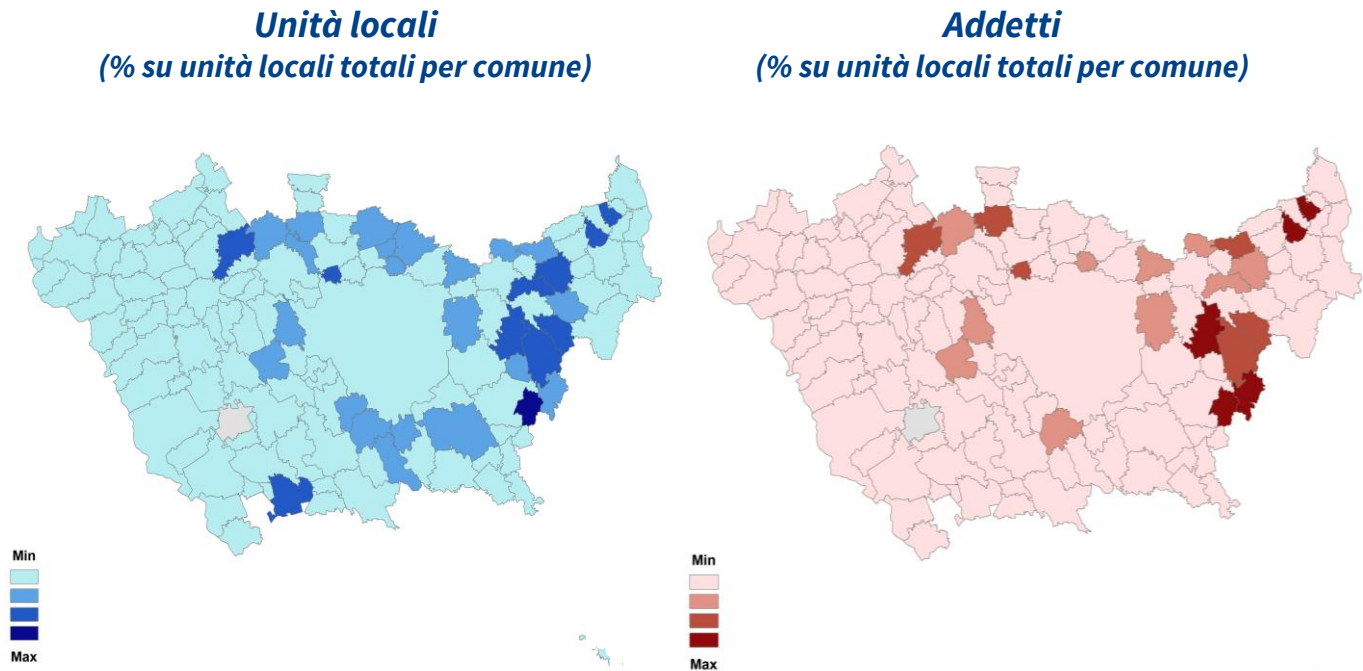 Unità locali
(% su unità locali totali per comune)
Addetti
(% su unità locali totali per comune)
Min
Max
Min
Max